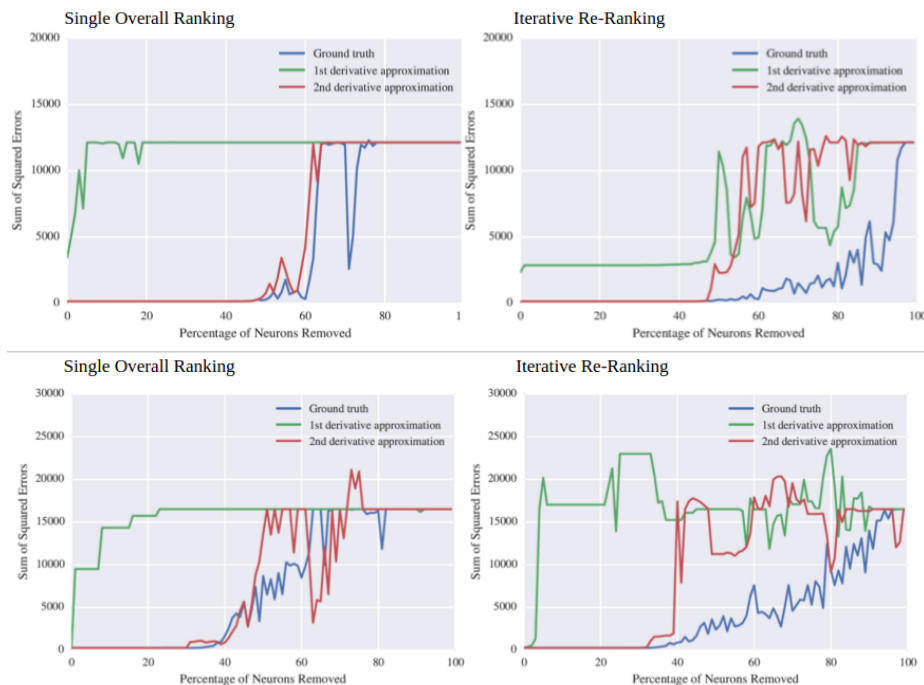 Single Overall Ranking
20000
15000
10000
5000
0
Sum of Squared Errors
Ground truth
1st derivative approximation
2nd derivative approximation
0 20 40 60 80 1
Percentage of Neurons Removed
Iterative Re-Ranking
20000
15000
10000
5000
0
Sum of Squared Errors
Ground truth
1st derivative approximation
2nd derivative approximation
0 20 40 60 80 100
Percentage of Neurons Removed
Single Overall Ranking
30000
25000
20000
15000
10000
5000
0
Sum of Squared Errors
Ground truth
1st derivative approximation
2nd derivative approximation
0 20 40 60 80 100
Percentage of Neurons Removed
Iterative Re-Ranking
30000
25000
20000
15000
10000
5000
0
Sum of Squared Errors
Ground truth
1st derivative approximation
2nd derivative approximation
0 20 40 60 80 100
Percentage of Neurons Removed